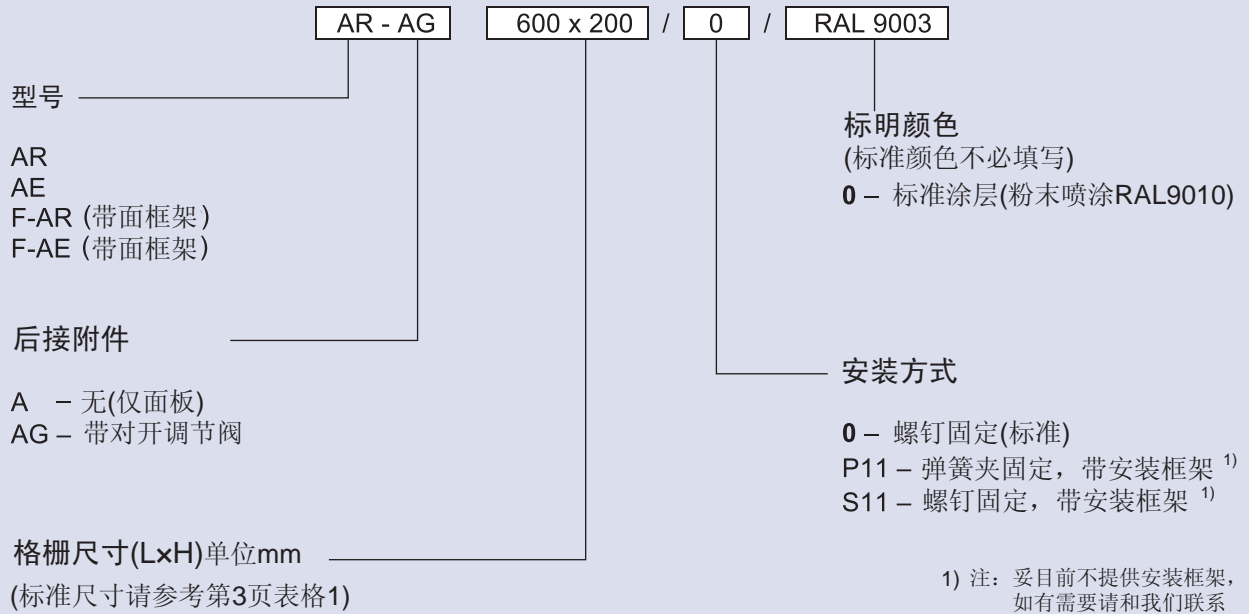 AR - AG 600 x 200 / 0 / RAL 9003
型号
AR
AE
F-AR (带面框架)
F-AE (带面框架)
后接附件
A – 无(仅面板)
AG – 带对开调节阀
格栅尺寸(L×H)单位mm
(标准尺寸请参考第3页表格1)
标明颜色
(标准颜色不必填写)
0 – 标准涂层(粉末喷涂RAL9010)
安装方式
0 – 螺钉固定(标准)
P11 – 弹簧夹固定，带安装框架 1)
S11 – 螺钉固定，带安装框架 1)
1) 注：妥目前不提供安装框架，
如有需要请和我们联系